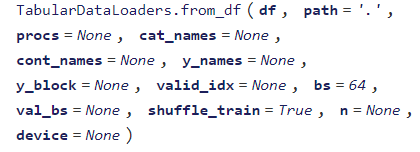 TabularDataLoaders.from_df ( df , path = '.' ,
procs = None , cat_names = None ,
cont_names = None , y_names = None ,
y_block = None , valid_idx = None , bs = 64 ,
val_bs = None , shuffle_train = True , n = None ,
device = None )